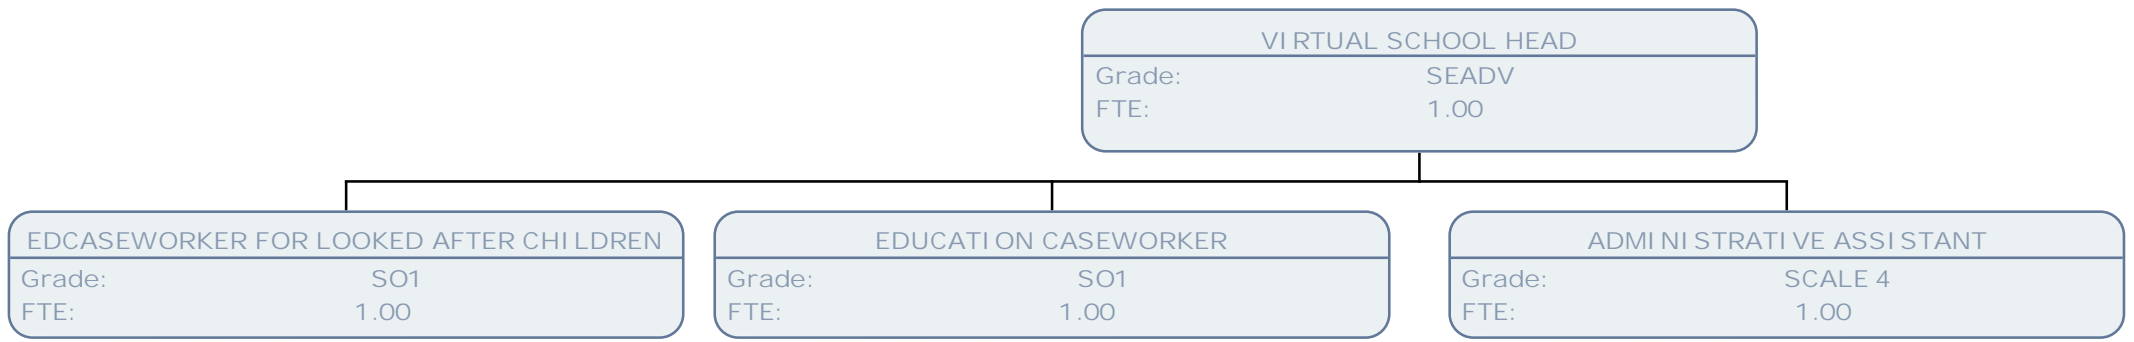 VIRTUAL SCHOOL HEAD
Grade: SEADV
FTE: 1.00
EDCASEWORKER FOR LOOKED AFTER CHILDREN
Grade: SO1
FTE: 1.00
EDUCATION CASEWORKER
Grade: SO1
FTE: 1.00
ADMINISTRATIVE ASSISTANT
Grade: SCALE 4
FTE: 1.00